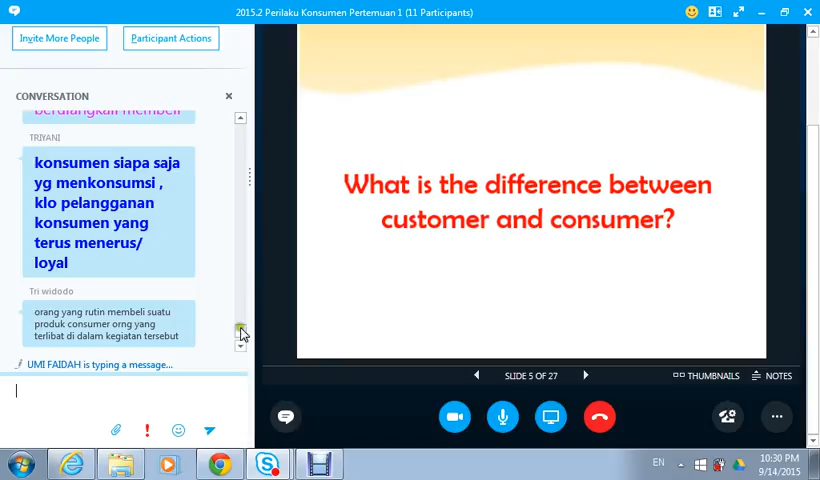 2015.2 Perilaku Konsumen Pertemuan 1 (11 Participants)
Invite More People
Participant Actions
CONVERSATION
berulangkali membeli
TRIYANI
konsumen siapa saja
yg menkonsumsi ,
klo pelangganan
konsumen yang
terus menerus/
loyal
Tri widodo
orang yang rutin membeli suatu
produk consumer orng yang
terlibat di dalam kegiatan tersebut
UMI FAIDAH is typing a message...
What is the difference between
customer and consumer?
SLIDE 5 OF 27
THUMBNAILS
NOTES
EN
10:30 PM
9/14/2015